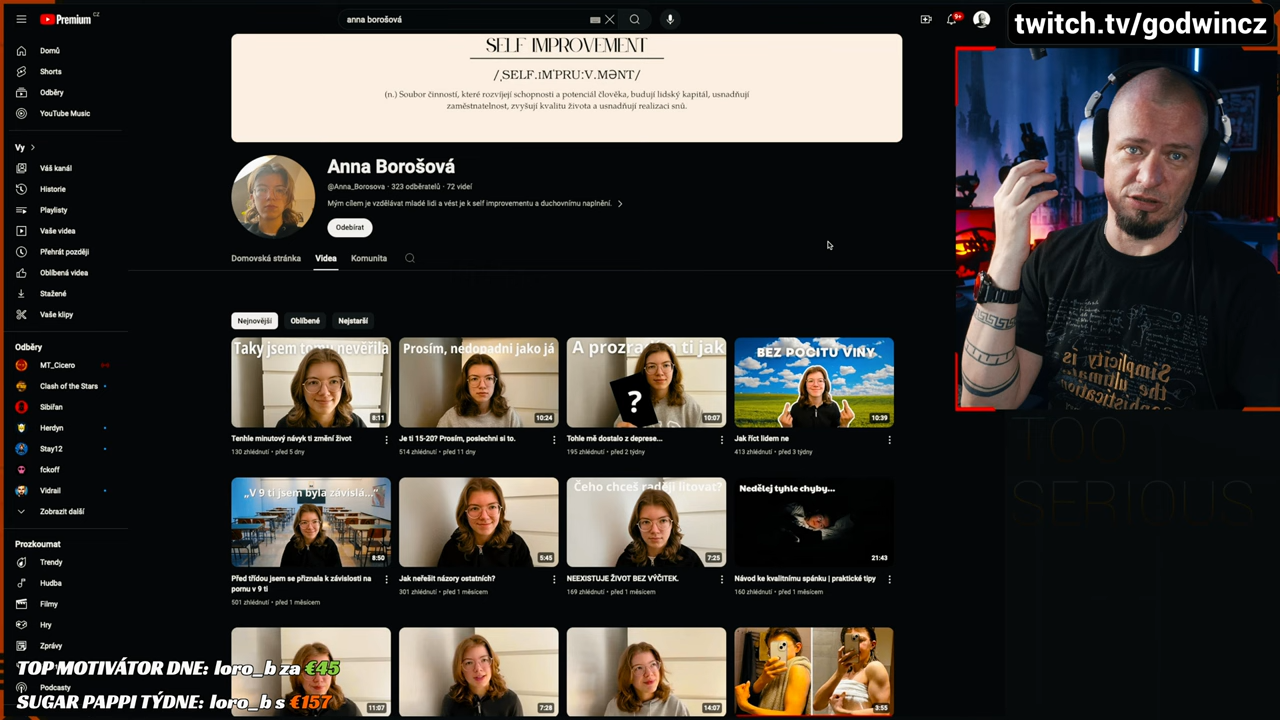 Premium CZ
anna borošová
9+
twitch.tv/godwincz
SELF IMPROVEMENT
/ˌSELF.ɪMˈPRUːV.MƏNT/
(n.) Soubor činností, které rozvíjejí schopnosti a potenciál člověka, budují lidský kapitál, usnadňují
zaměstnatelnost, zvyšují kvalitu života a usnadňují realizaci snů.
Anna Borošová
@Anna_Borosova · 323 odběratelů · 72 videí
Mým cílem je vzdělávat mladé lidi a vést je k self improvementu a duchovnímu naplnění.
Odebírat
Domovská stránka Videa Komunita
Nejnovější Oblíbené Nejstarší
Domů
Shorts
Odběry
YouTube Music
Vy
Váš kanál
Historie
Playlisty
Vaše videa
Přehrát později
Oblíbená videa
Stažené
Vaše klipy
Odběry
MT_Cicero
Clash of the Stars
Sibiřan
Herdyn
Stay12
fckoff
Vidrail
Zobrazit další
Prozkoumat
Trendy
Hudba
Filmy
Hry
Zprávy
Podcasty
Taky jsem tomu nevěřila
8:11
Tenhle minutový návyk ti změní život
130 zhlédnutí · před 5 dny
Prosím, nedopadni jako já
10:24
Je ti 15-20? Prosím, poslechni si to.
514 zhlédnutí · před 11 dny
A prozradím ti jak
?
10:07
Tohle mě dostalo z deprese...
195 zhlédnutí · před 2 týdny
BEZ POCITU VINY
10:39
Jak říct lidem ne
413 zhlédnutí · před 3 týdny
„V 9 ti jsem byla závislá..."
8:50
Před třídou jsem se přiznala k závislosti na
pornu v 9 ti
501 zhlédnutí · před 1 měsícem
5:45
Jak neřešit názory ostatních?
301 zhlédnutí · před 1 měsícem
Čeho chceš raději litovat?
7:25
NEEXISTUJE ŽIVOT BEZ VÝČITEK.
169 zhlédnutí · před 1 měsícem
Nedělej tyhle chyby...
21:43
Návod ke kvalitnímu spánku | praktické tipy
160 zhlédnutí · před 1 měsícem
11:07
7:28
14:07
3:55
TOP MOTIVÁTOR DNE: loro_b za €45
SUGAR PAPPI TÝDNE: loro_b s €157
Simplicity is
the ultimate
sophistication
TOO
SERIOUS